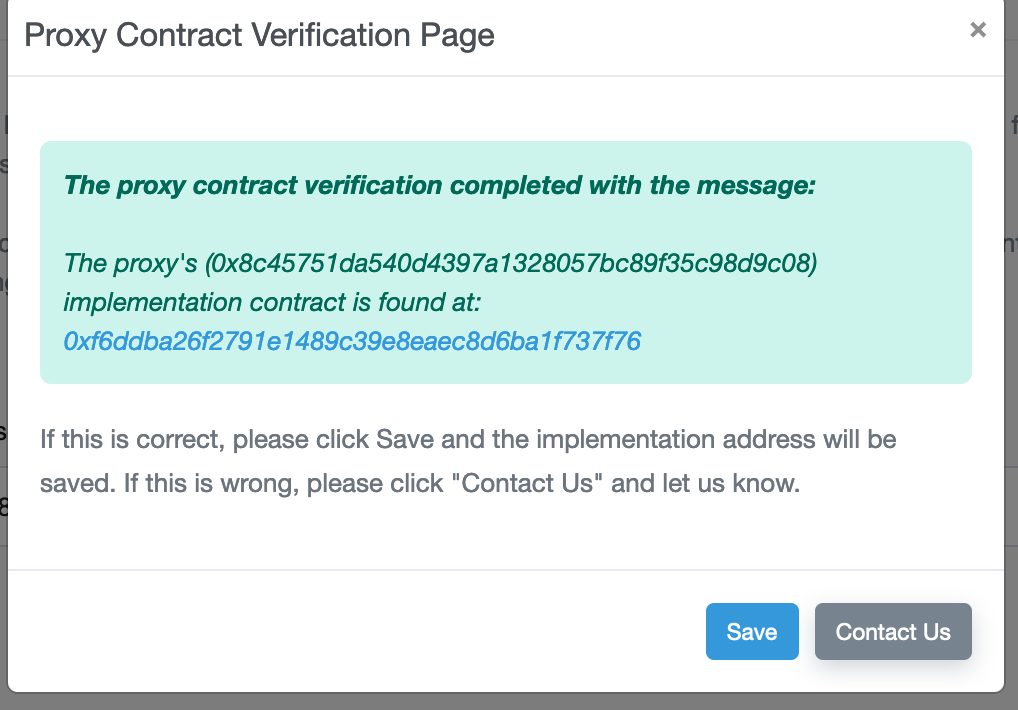 Proxy Contract Verification Page
×
The proxy contract verification completed with the message:
The proxy's (0x8c45751da540d4397a1328057bc89f35c98d9c08)
implementation contract is found at:
0xf6ddba26f2791e1489c39e8eaec8d6ba1f737f76
If this is correct, please click Save and the implementation address will be
saved. If this is wrong, please click "Contact Us" and let us know.
Save
Contact Us